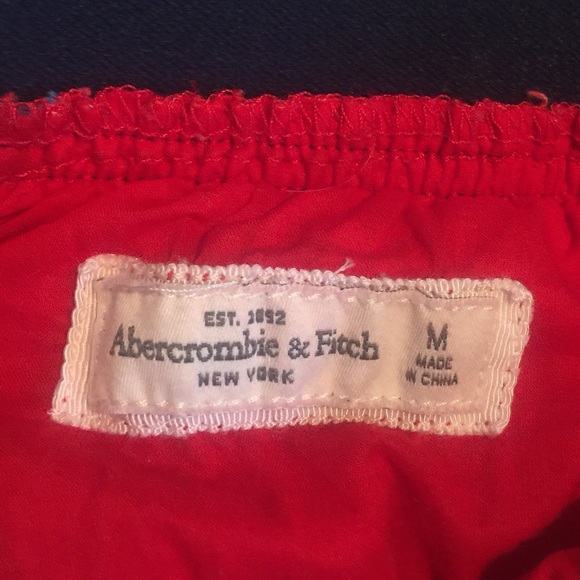 EST. 1892
Abercrombie & Fitch
NEW YORK
M
MADE
IN CHINA